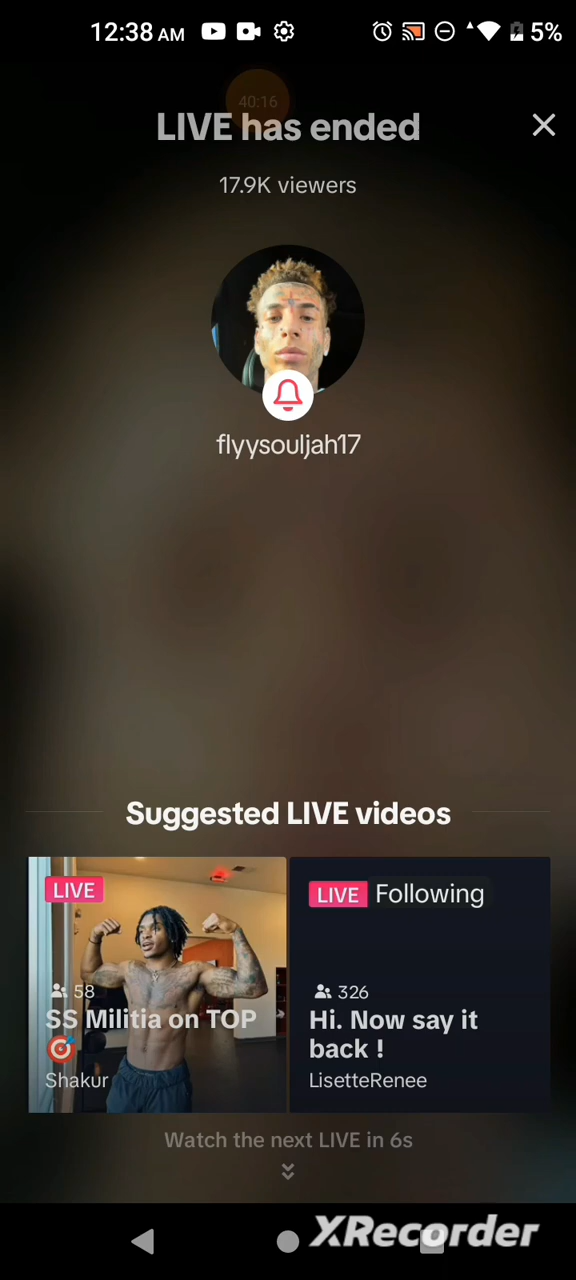 12:38 AM
5%
40:16
LIVE has ended
17.9K viewers
flyysouljah17
Suggested LIVE videos
LIVE
58
SS Militia on TOP
Shakur
LIVE Following
326
Hi. Now say it
back !
LisetteRenee
Watch the next LIVE in 6s
XRecorder